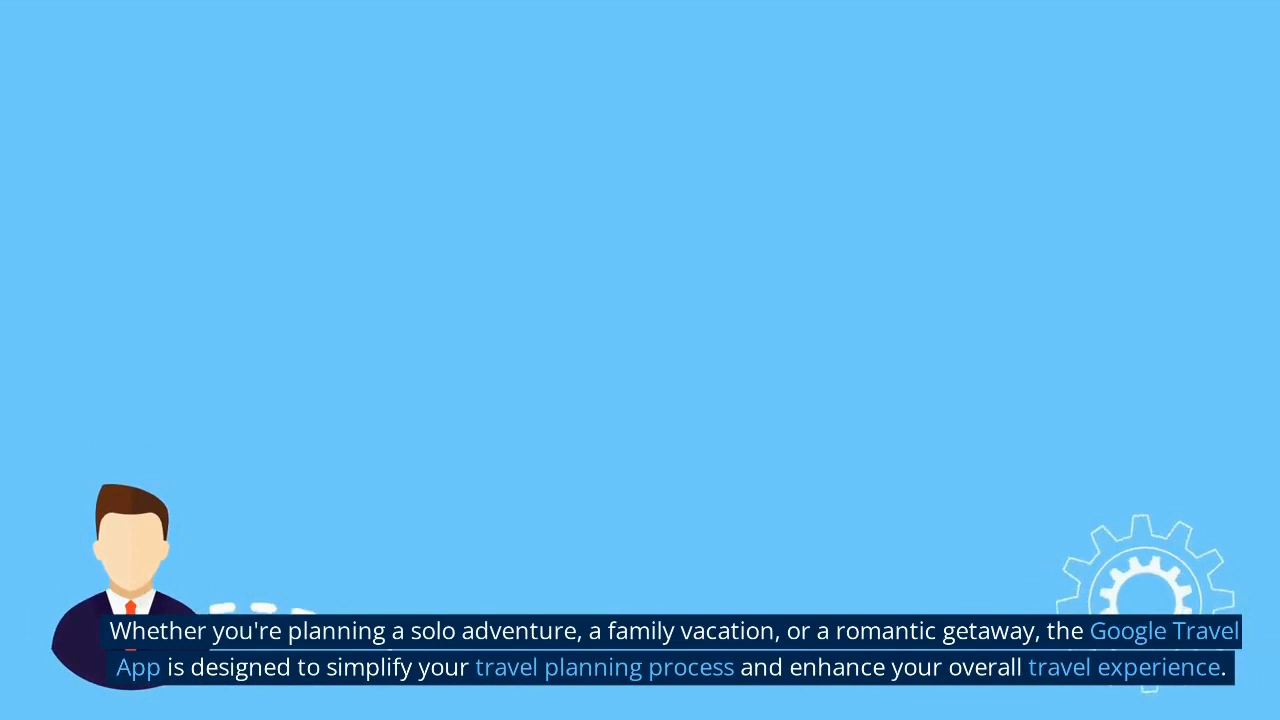 Whether you're planning a solo adventure, a family vacation, or a romantic getaway, the Google Travel
App is designed to simplify your travel planning process and enhance your overall travel experience.